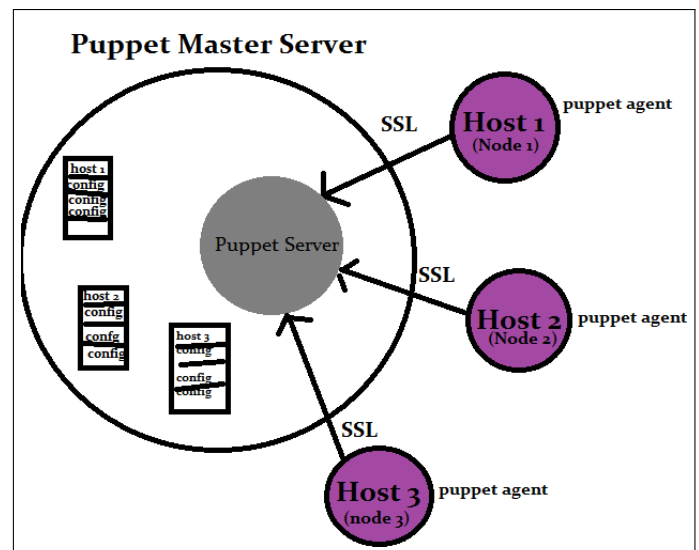 Puppet Master Server
puppet agent
SSL
Host 1
(Node 1)
host 1
config
config
config
Puppet Server
SSL
host 2
config
confg
config
Host 2
(Node 2)
puppet agent
host 3
config
config
config
SSL
Host 3
(node 3)
puppet agent